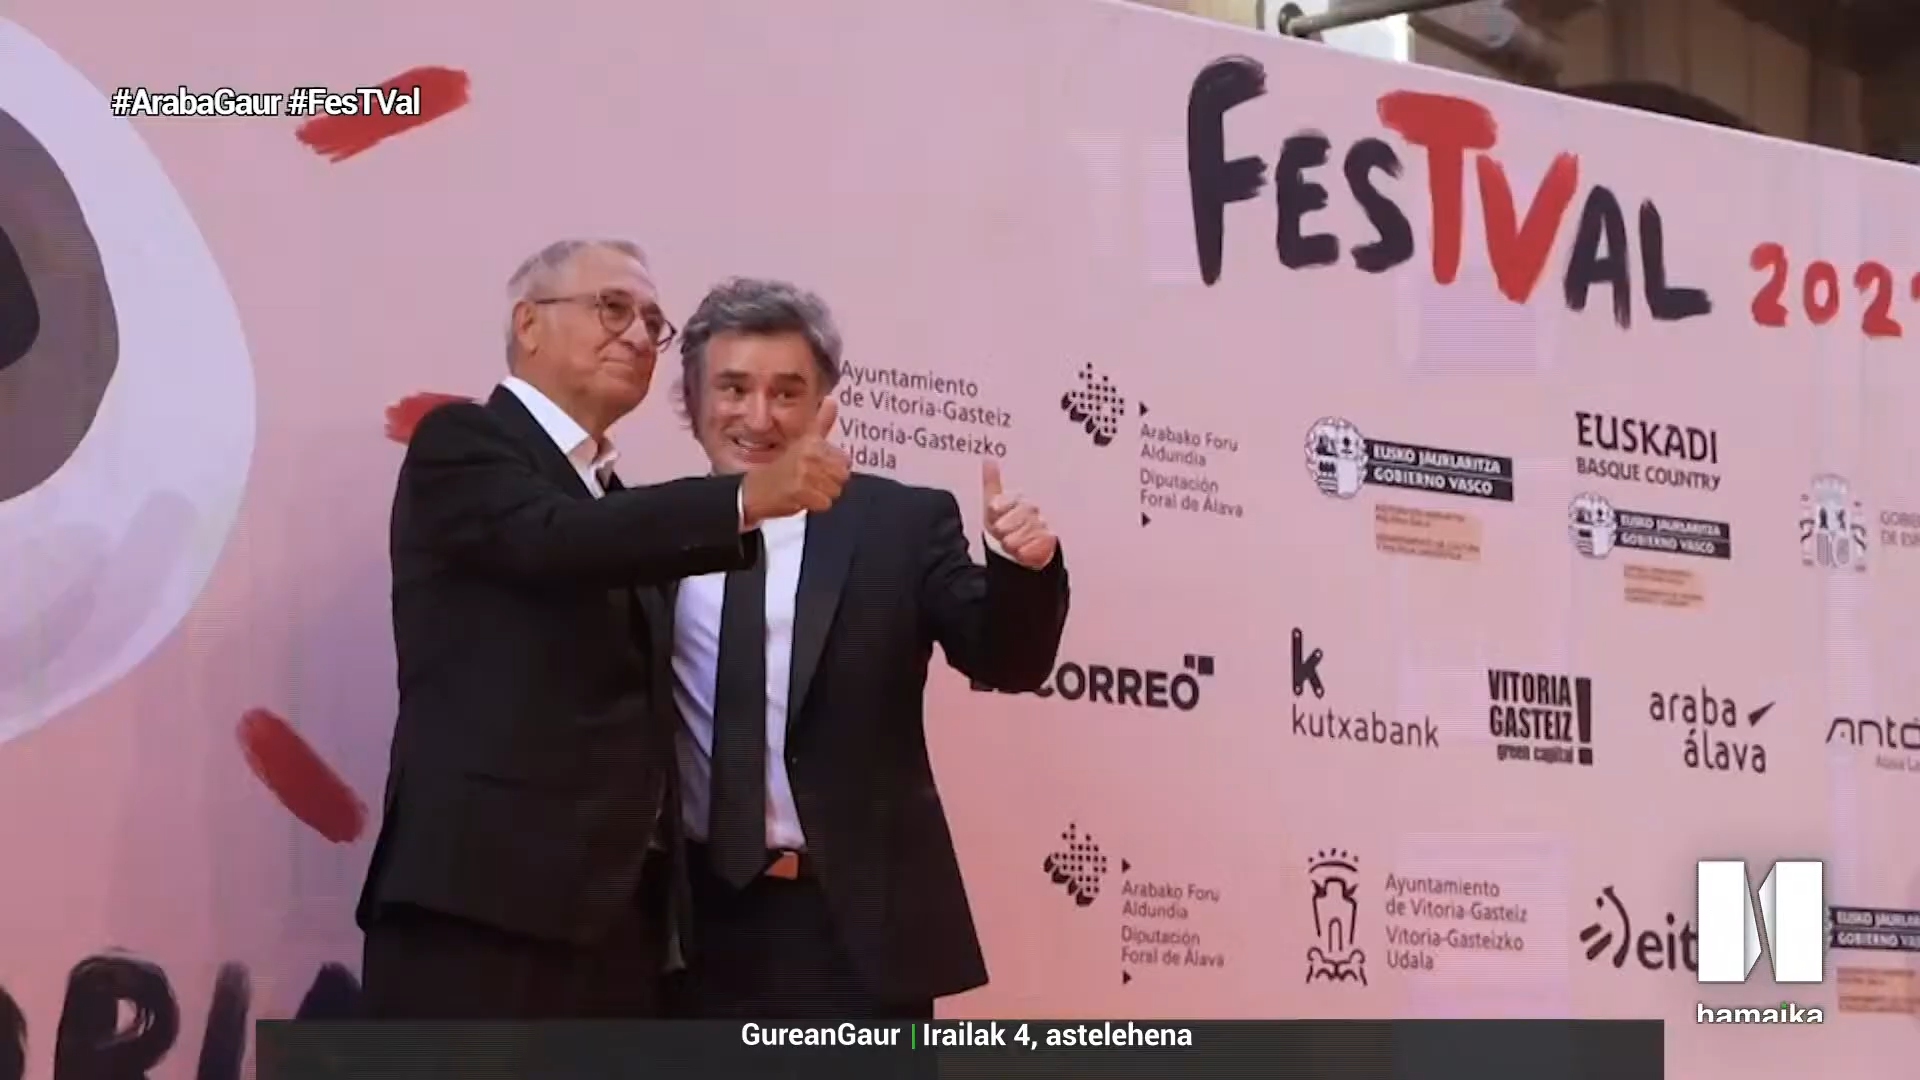 #ArabaGaur #FesTVal
FesTVal 202
Ayuntamiento
de Vitoria-Gasteiz
Vitoria-Gasteizko
Udala
Arabako Foru
Aldundia
Diputación
Foral de Álava
EUSKO JAURLARITZA
GOBIERNO VASCO
EUSKADI
BASQUE COUNTRY
EUSKO JAURLARITZA
GOBIERNO VASCO
CORREO
k
kutxabank
VITORIA
GASTEIZ!
green capital
araba
álava
Arabako Foru
Aldundia
Diputación
Foral de Álava
Ayuntamiento
de Vitoria-Gasteiz
Vitoria-Gasteizko
Udala
eit
GOBIERNO VAS
hamaika
GureanGaur | Irailak 4, astelehena